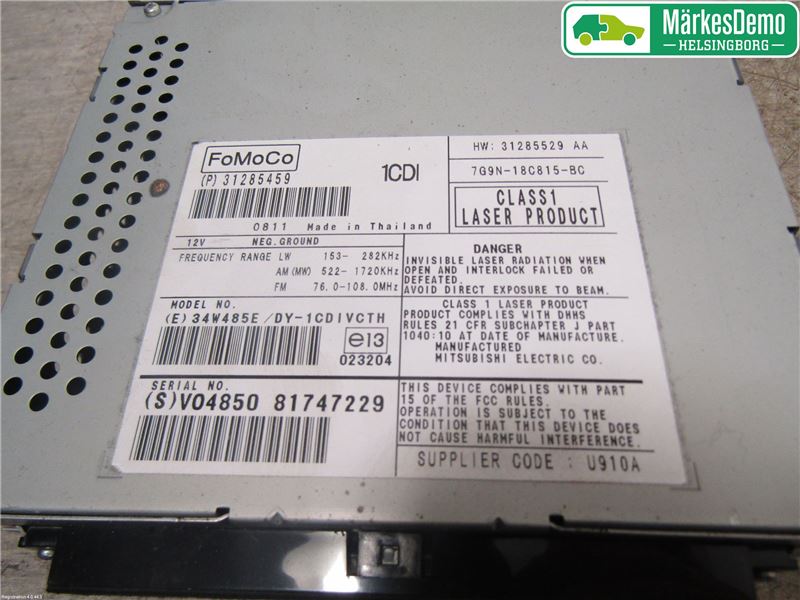 MärkesDemo
HELSINGBORG
FoMoCo
1CDI
(P) 31285459
0811 Made in Thailand
HW: 31285529 AA
7G9N-18C815-BC
CLASS1
LASER PRODUCT
12V NEG.GROUND
FREQUENCY RANGE LW 153- 282KHz
AM(MW) 522-1720KHz
FM 76.0-108.0MHz
DANGER
INVISIBLE LASER RADIATION WHEN
OPEN AND INTERLOCK FAILED OR
DEFEATED.
AVOID DIRECT EXPOSURE TO BEAM.
MODEL NO.
(E) 34W485E/DY-1CDIVCTH
e13
023204
CLASS 1 LASER PRODUCT
PRODUCT COMPLIES WITH DHHS
RULES 21 CFR SUBCHAPTER J PART
1040:10 AT DATE OF MANUFACTURE.
MANUFACTURED
MITSUBISHI ELECTRIC CO.
SERIAL NO.
(S)V04850 81747229
THIS DEVICE COMPLIES WITH PART
15 OF THE FCC RULES.
OPERATION IS SUBJECT TO THE
CONDITION THAT THIS DEVICE DOES
NOT CAUSE HARMFUL INTERFERENCE.
SUPPLIER CODE : U910A
Registration 4.0.44.3